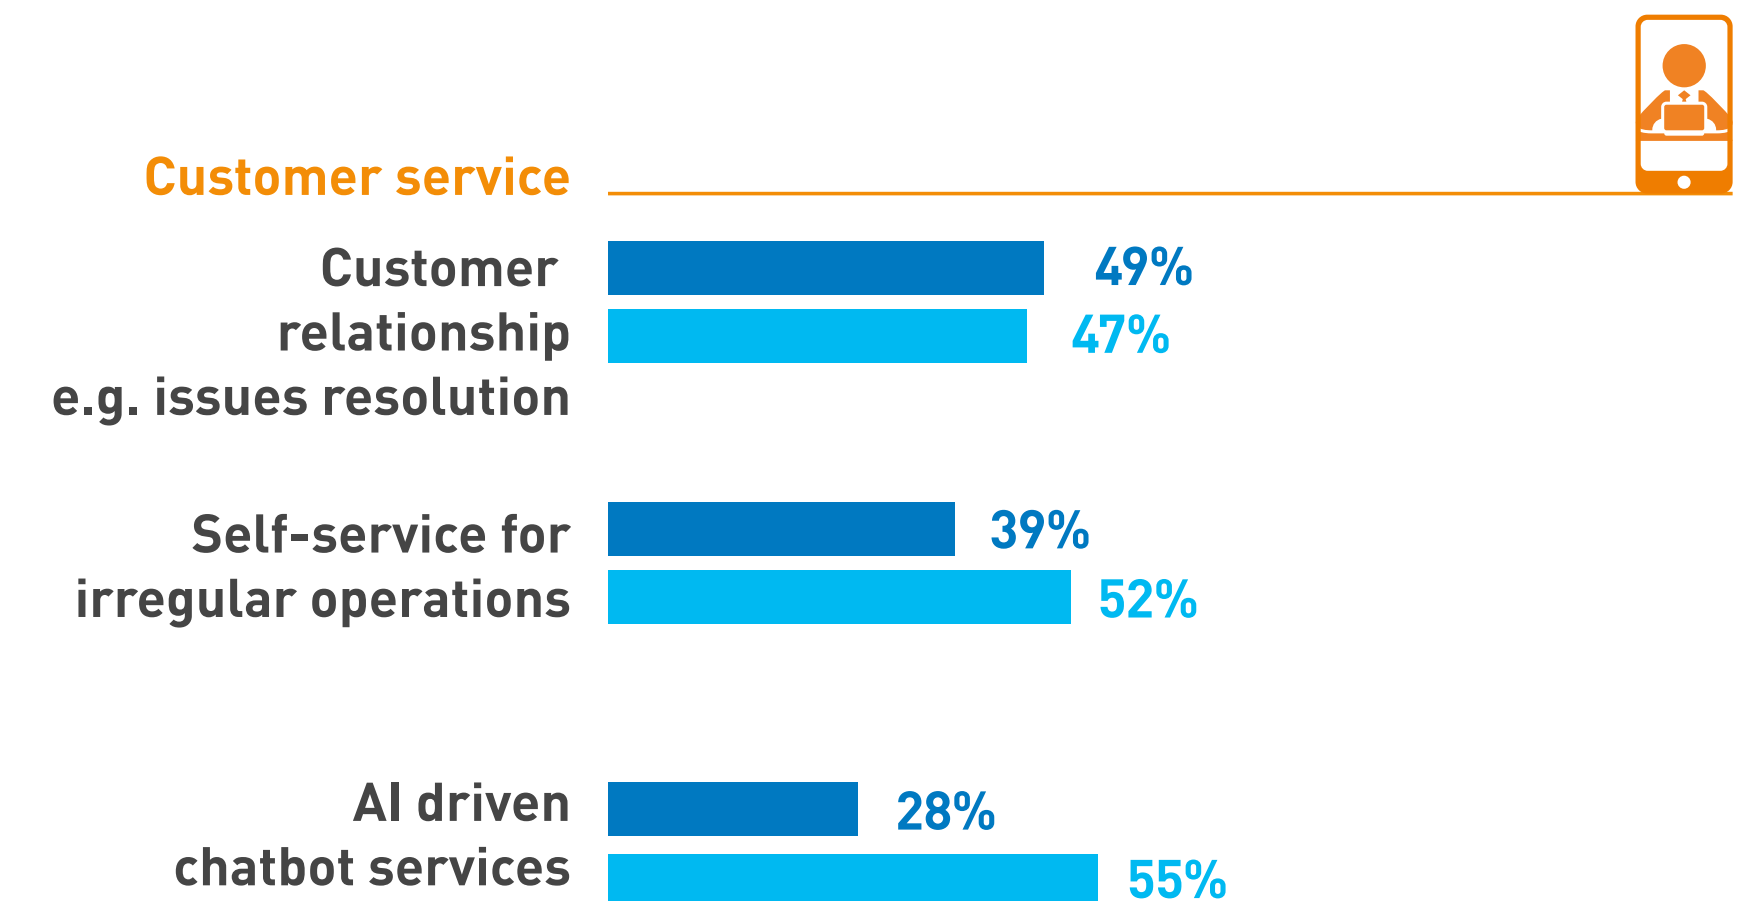 Customer service
Customer
relationship
e.g. issues resolution
49%
47%
Self-service for
irregular operations
39%
52%
AI driven
chatbot services
28%
55%